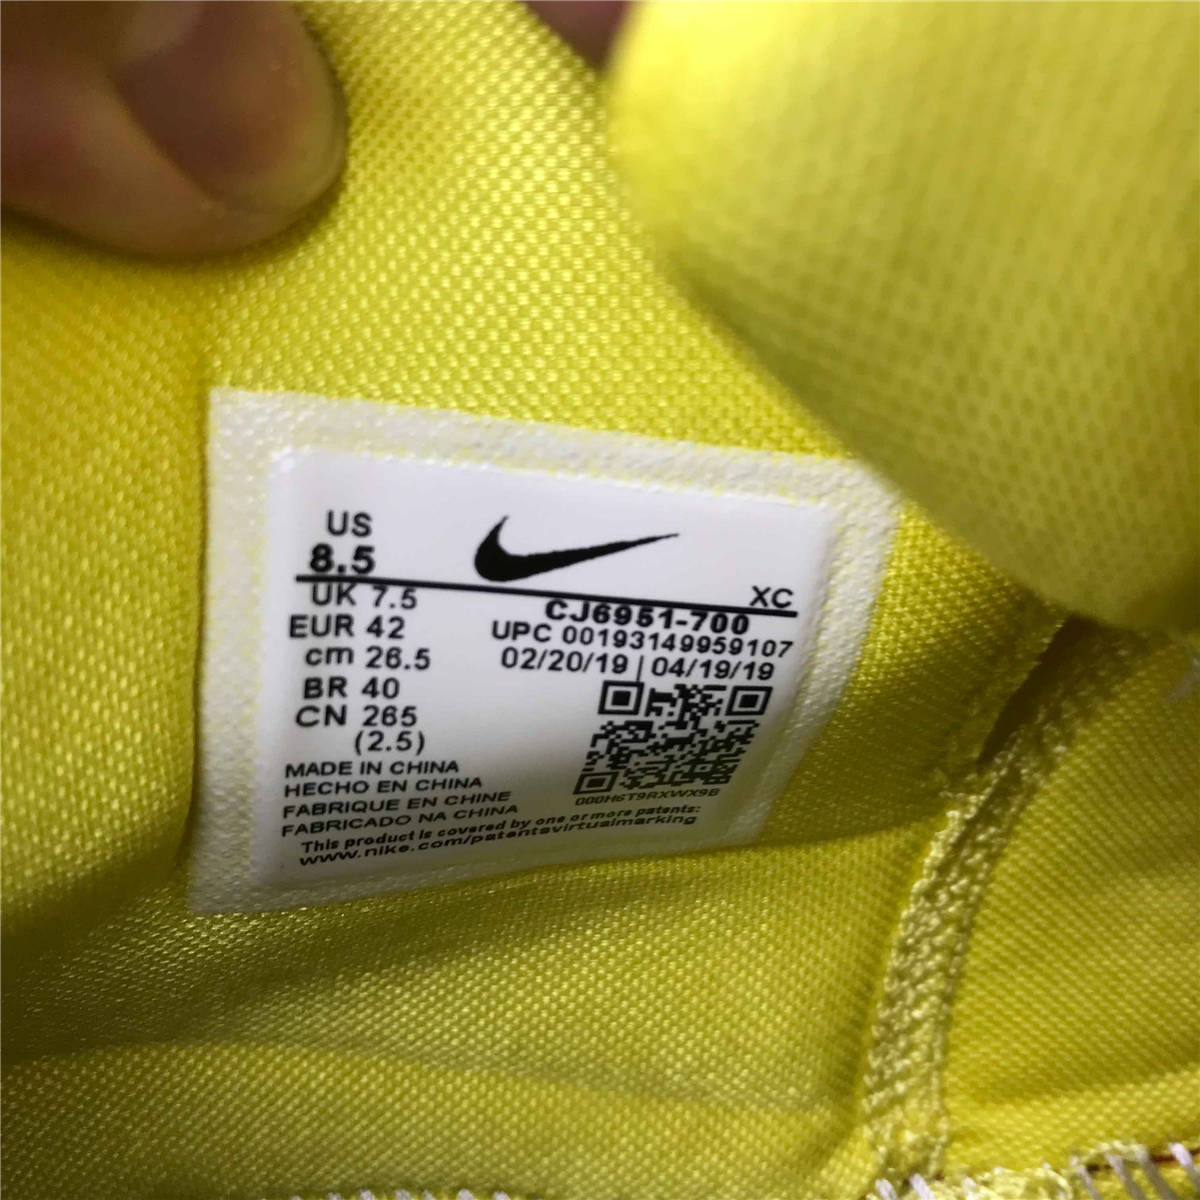 US
8.5
UK 7.5
EUR 42
cm 26.5
BR 40
CN 265
(2.5)
XC
CJ6951-700
UPC 00193149959107
02/20/19 | 04/19/19
000H6T9RXWX9B
MADE IN CHINA
HECHO EN CHINA
FABRIQUE EN CHINE
FABRICADO NA CHINA
This product is covered by one or more patents:
www.nike.com/patentsvirtualmarking